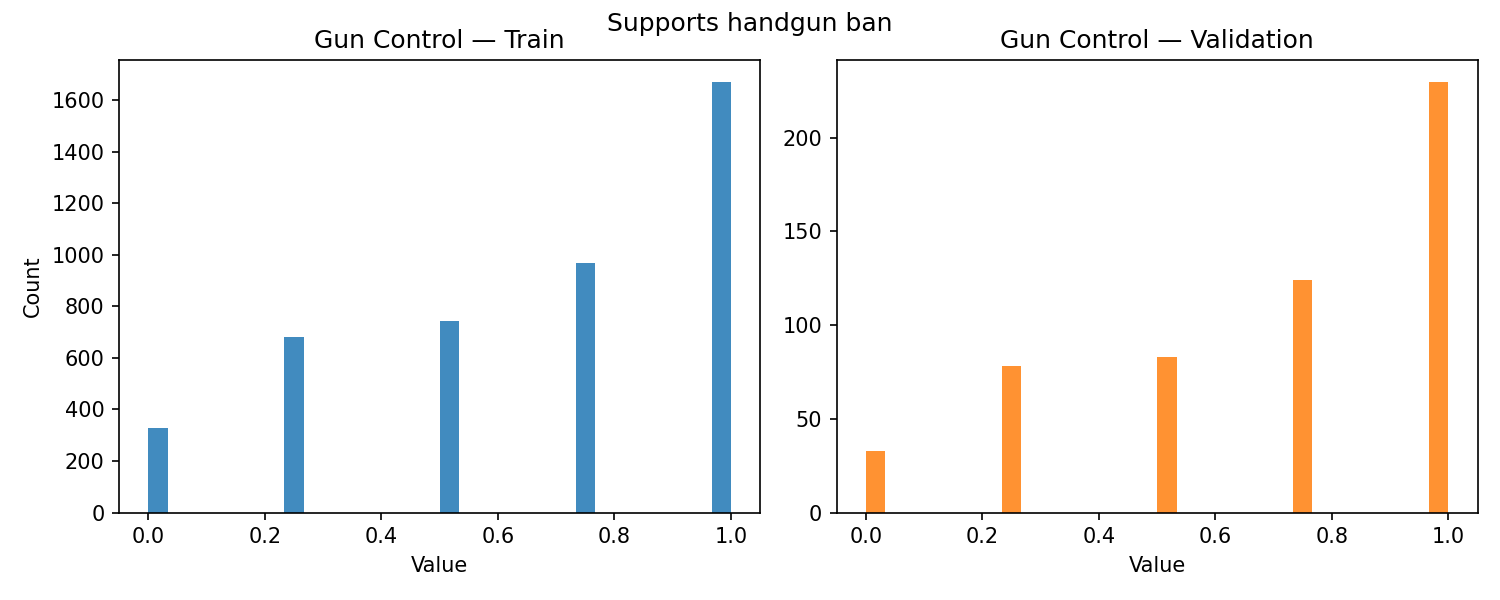 Supports handgun ban
Gun Control — Train
Gun Control — Validation
Count
1600
1400
1200
1000
800
600
400
200
0
0.0 0.2 0.4 0.6 0.8 1.0
Value
200
150
100
50
0
0.0 0.2 0.4 0.6 0.8 1.0
Value